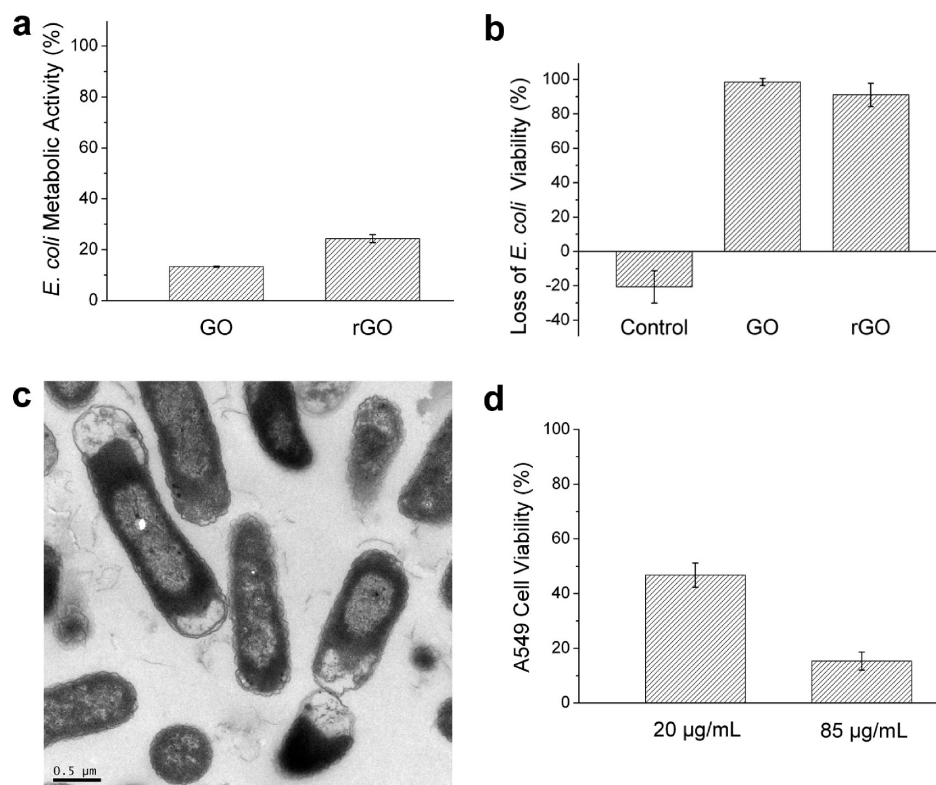 a
E. coli Metabolic Activity (%)
100
80
60
40
20
0
GO rGO
b
Loss of E. coli Viability (%)
100
80
60
40
20
0
-20
-40
Control GO rGO
c
0.5 µm
d
A549 Cell Viability (%)
100
80
60
40
20
0
20 µg/mL 85 µg/mL